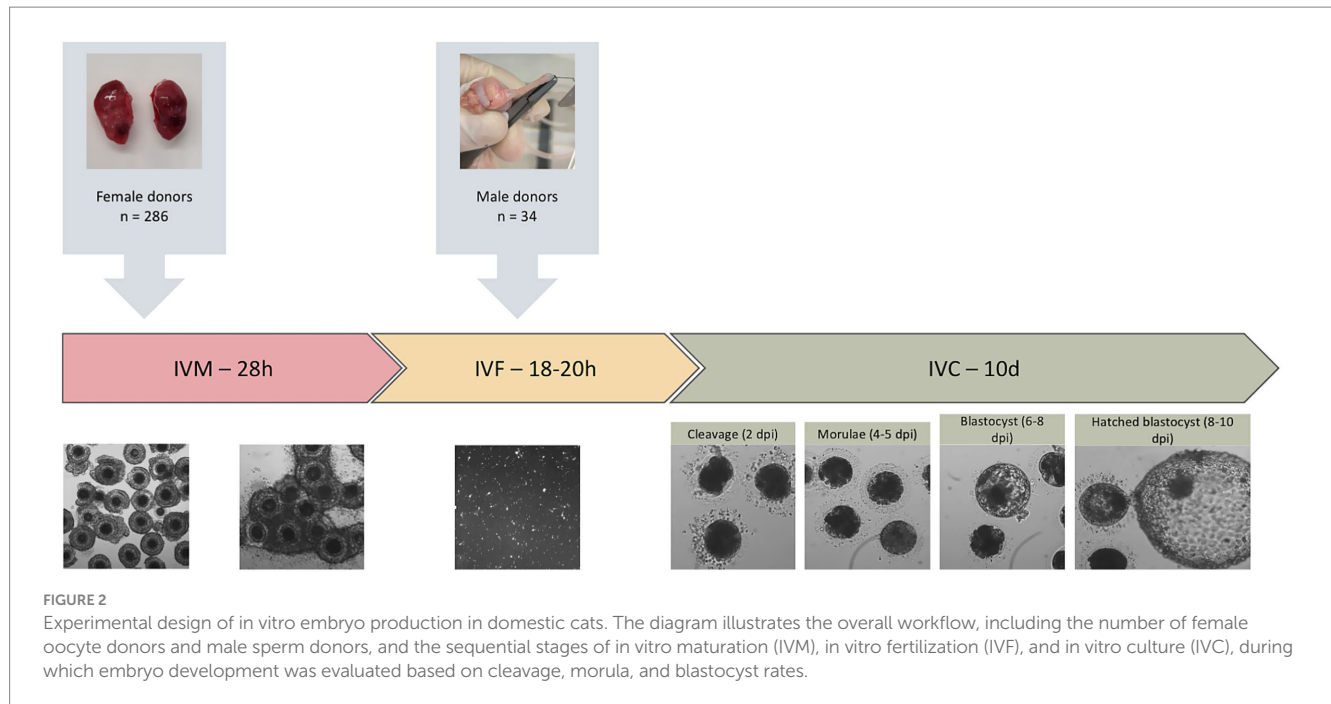 Female donors
n = 286
Male donors
n = 34
IVM – 28h
IVF – 18-20h
IVC – 10d
Cleavage (2 dpi)
Morulae (4-5 dpi)
Blastocyst (6-8
dpi)
Hatched blastocyst (8-10
dpi)
FIGURE 2
Experimental design of in vitro embryo production in domestic cats. The diagram illustrates the overall workflow, including the number of female
oocyte donors and male sperm donors, and the sequential stages of in vitro maturation (IVM), in vitro fertilization (IVF), and in vitro culture (IVC), during
which embryo development was evaluated based on cleavage, morula, and blastocyst rates.